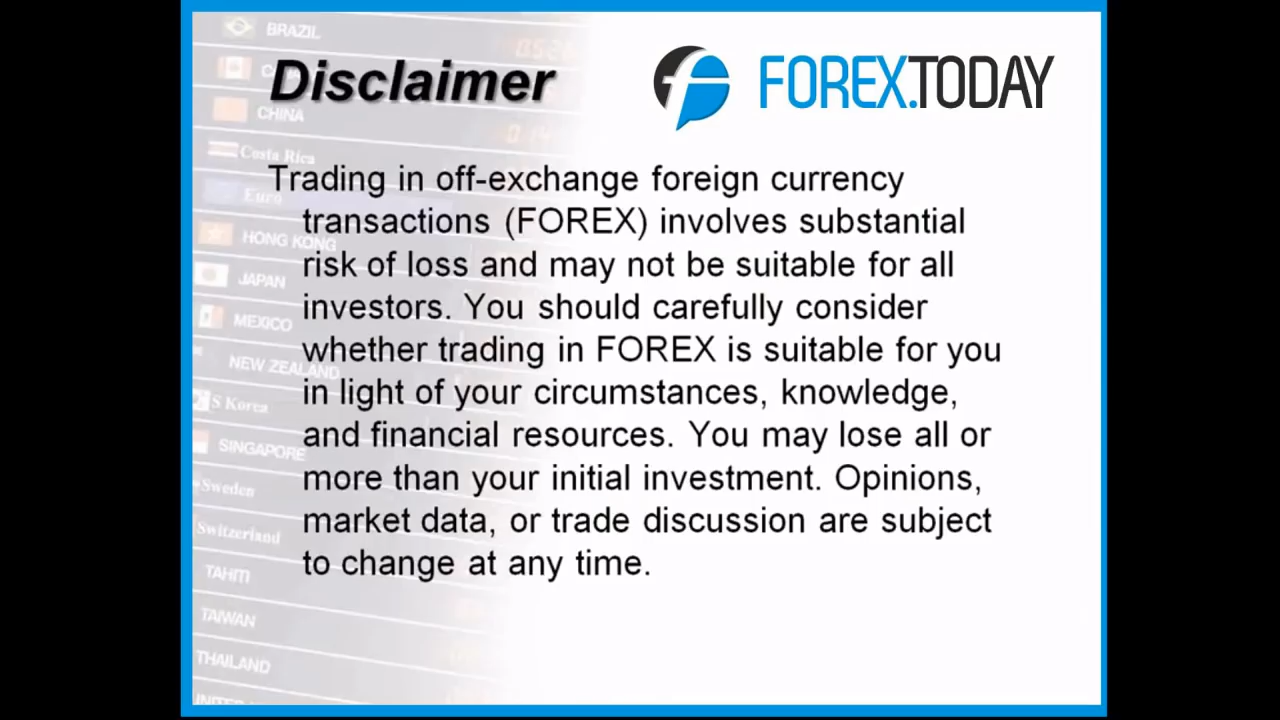 Disclaimer
FOREX.TODAY
Trading in off-exchange foreign currency
transactions (FOREX) involves substantial
risk of loss and may not be suitable for all
investors. You should carefully consider
whether trading in FOREX is suitable for you
in light of your circumstances, knowledge,
and financial resources. You may lose all or
more than your initial investment. Opinions,
market data, or trade discussion are subject
to change at any time.
BRAZIL
CHINA
Costa Rica
Euro
HONG KONG
JAPAN
MEXICO
NEW ZEALAND
S Korea
SINGAPORE
Sweden
Switzerland
TAHITI
TAIWAN
THAILAND